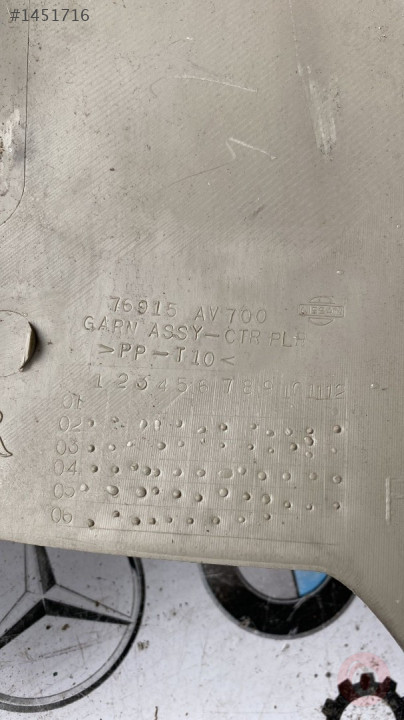 #1451716
76915 AV700
NISSAN
GARN ASSY-CTR PLR
>PP-T10<
1 2 3 4 5 6 7 8 9 10 11 12
01
02
03
04
05
06